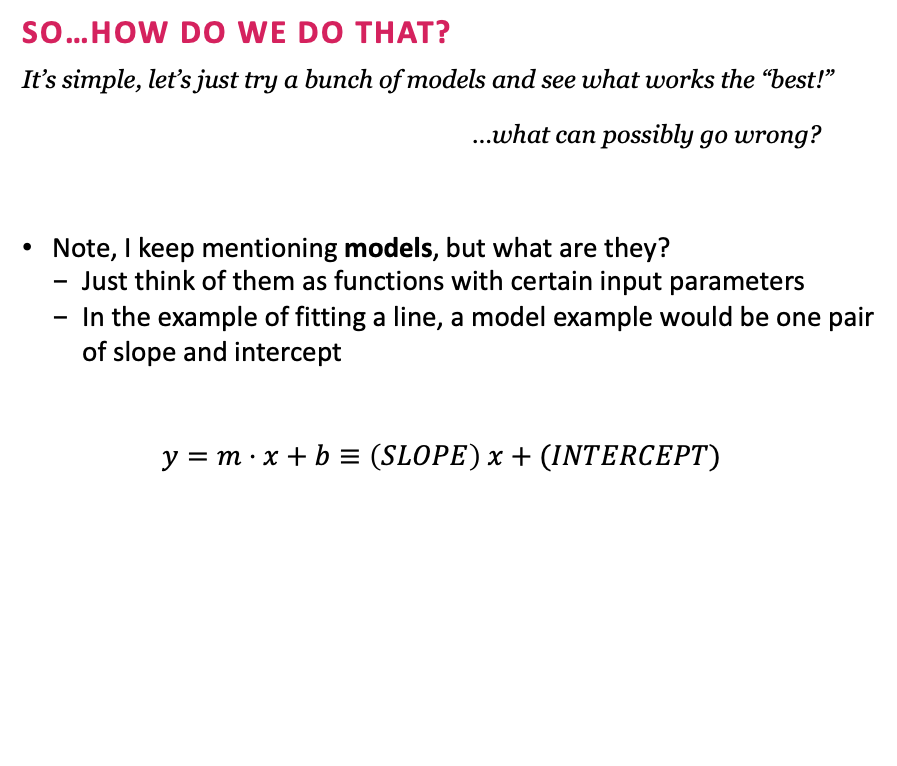 SO…HOW DO WE DO THAT?
It's simple, let's just try a bunch of models and see what works the “best!”
…what can possibly go wrong?
• Note, I keep mentioning models, but what are they?
– Just think of them as functions with certain input parameters
– In the example of fitting a line, a model example would be one pair
of slope and intercept
y = m · x + b ≡ (SLOPE) x + (INTERCEPT)